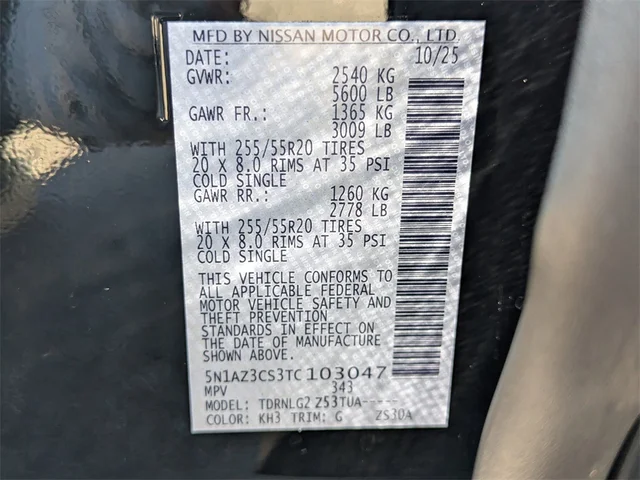 MFD BY NISSAN MOTOR CO., LTD.
DATE: 10/25
GVWR: 2540 KG
5600 LB
GAWR FR.: 1365 KG
3009 LB
WITH 255/55R20 TIRES
20 X 8.0 RIMS AT 35 PSI
COLD SINGLE
GAWR RR.: 1260 KG
2778 LB
WITH 255/55R20 TIRES
20 X 8.0 RIMS AT 35 PSI
COLD SINGLE
THIS VEHICLE CONFORMS TO
ALL APPLICABLE FEDERAL
MOTOR VEHICLE SAFETY AND
THEFT PREVENTION
STANDARDS IN EFFECT ON
THE DATE OF MANUFACTURE
SHOWN ABOVE.
5N1AZ3CS3TC103047
MPV 343
MODEL: TDRNLG2 Z53TUA-----
COLOR: KH3 TRIM: G ZS30A